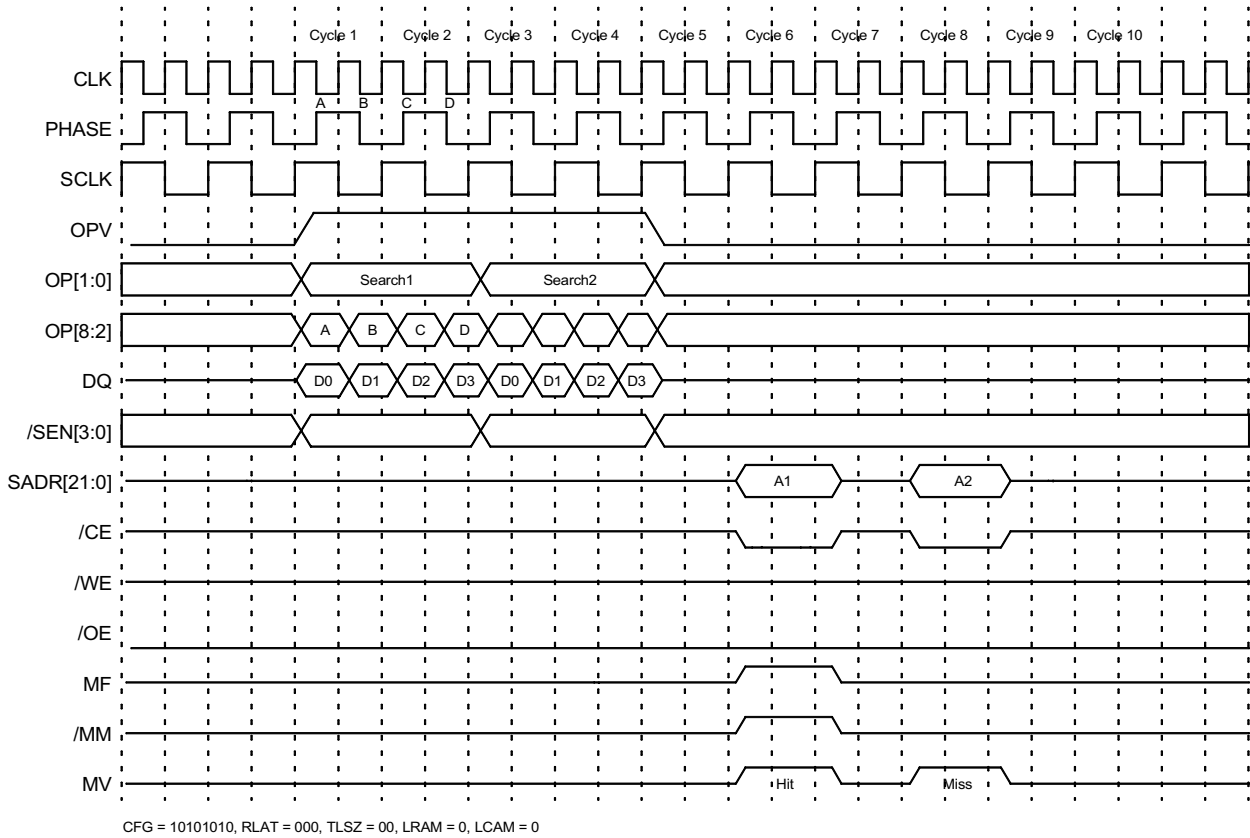 Cycle 1 Cycle 2 Cycle 3 Cycle 4 Cycle 5 Cycle 6 Cycle 7 Cycle 8 Cycle 9 Cycle 10
CLK
A B C D
PHASE
SCLK
OPV
OP[1:0] Search1 Search2
OP[8:2] A B C D
DQ D0 D1 D2 D3 D0 D1 D2 D3
/SEN[3:0]
SADR[21:0] A1 A2
/CE
/WE
/OE
MF
/MM
MV Hit Miss
CFG = 10101010, RLAT = 000, TLSZ = 00, LRAM = 0, LCAM = 0